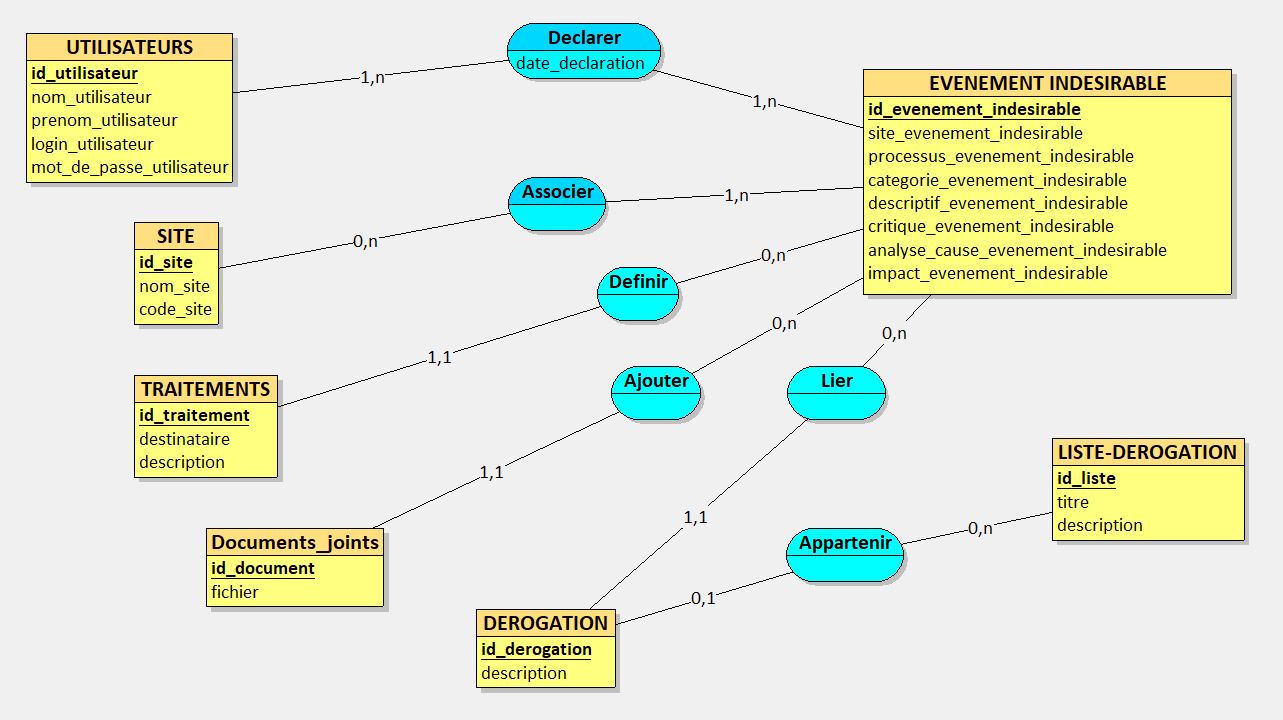 UTILISATEURS
id_utilisateur
nom_utilisateur
prenom_utilisateur
login_utilisateur
mot_de_passe_utilisateur
1,n
Declarer
date_declaration
1,n
EVENEMENT INDESIRABLE
id_evenement_indesirable
site_evenement_indesirable
processus_evenement_indesirable
categorie_evenement_indesirable
descriptif_evenement_indesirable
critique_evenement_indesirable
analyse_cause_evenement_indesirable
impact_evenement_indesirable
Associer
1,n
0,n
SITE
id_site
nom_site
code_site
Definir
0,n
1,1
TRAITEMENTS
id_traitement
destinataire
description
Ajouter
0,n
1,1
Lier
0,n
1,1
Documents_joints
id_document
fichier
LISTE-DEROGATION
id_liste
titre
description
Appartenir
0,n
0,1
DEROGATION
id_derogation
description